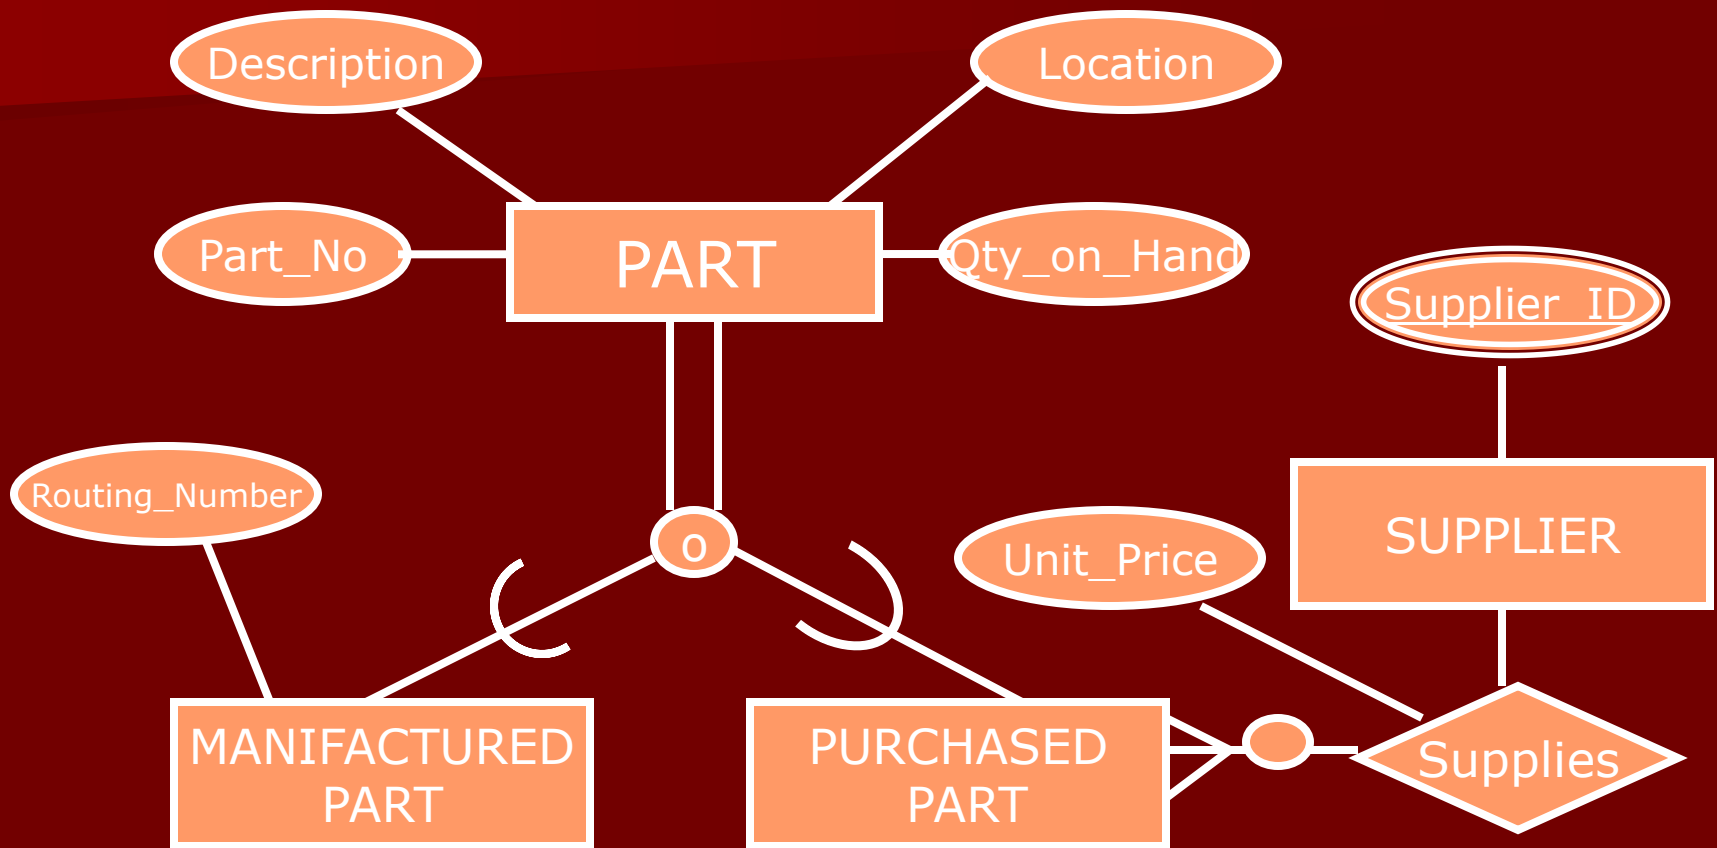 Description
Location
Part_No
PART
Qty_on_Hand
Supplier_ID
Routing_Number
o
Unit_Price
SUPPLIER
MANIFACTURED
PART
PURCHASED
PART
Supplies